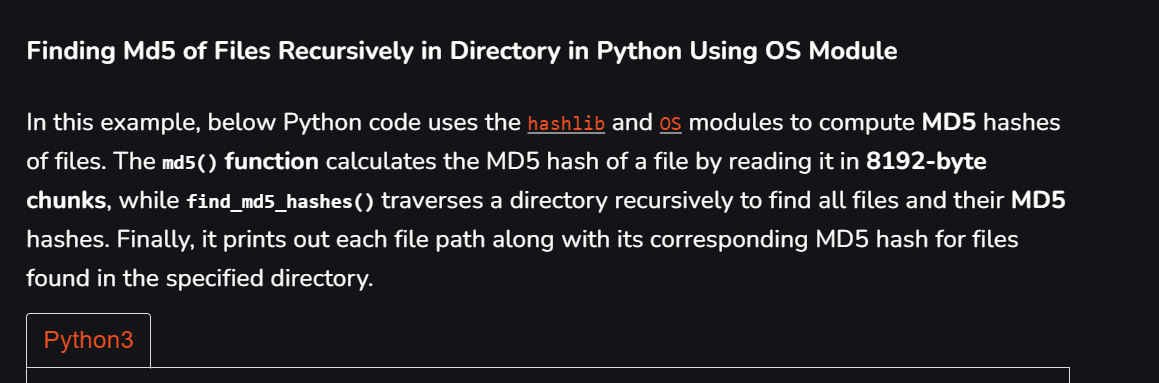 Finding Md5 of Files Recursively in Directory in Python Using OS Module
In this example, below Python code uses the hashlib and OS modules to compute MD5 hashes
of files. The md5() function calculates the MD5 hash of a file by reading it in 8192-byte
chunks, while find_md5_hashes() traverses a directory recursively to find all files and their MD5
hashes. Finally, it prints out each file path along with its corresponding MD5 hash for files
found in the specified directory.
Python3